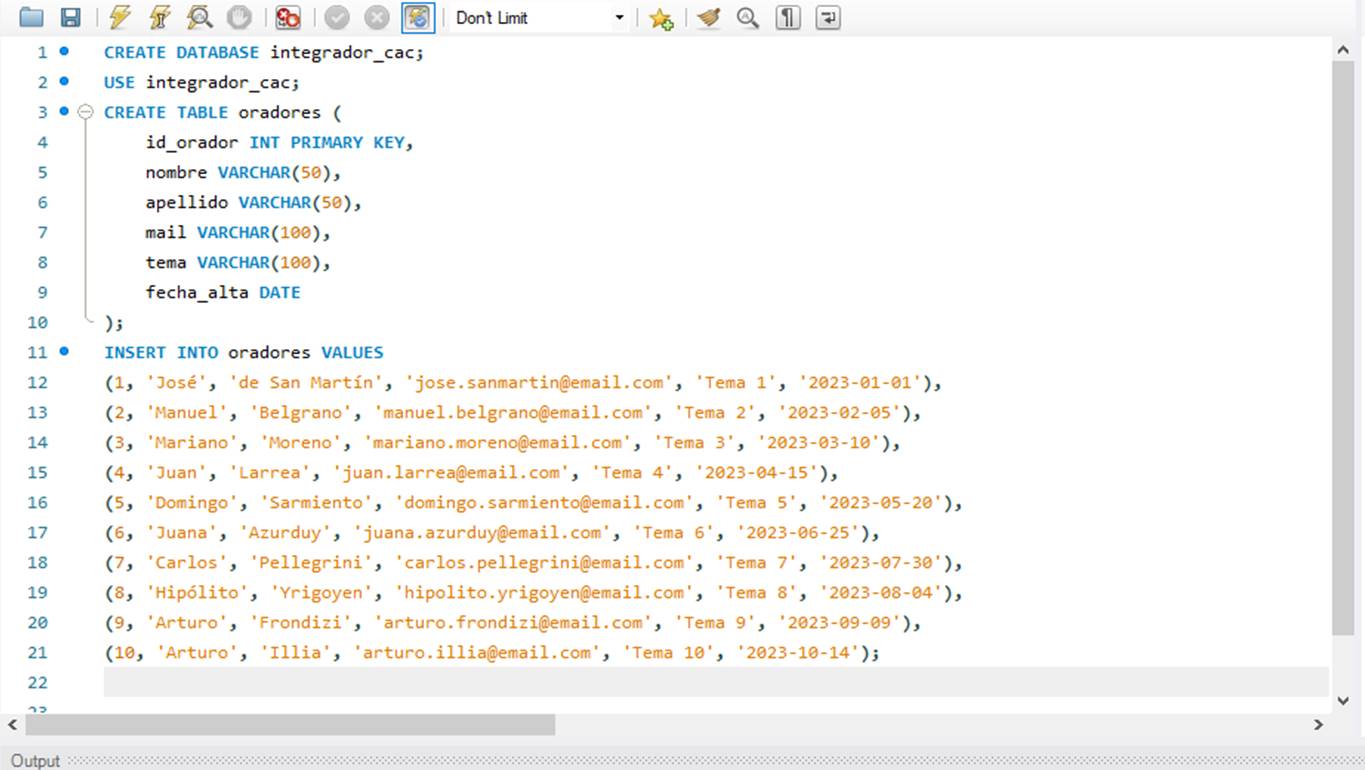 Don't Limit
1 CREATE DATABASE integrador_cac;
2 USE integrador_cac;
3 CREATE TABLE oradores (
4 id_orador INT PRIMARY KEY,
5 nombre VARCHAR(50),
6 apellido VARCHAR(50),
7 mail VARCHAR(100),
8 tema VARCHAR(100),
9 fecha_alta DATE
10 );
11 INSERT INTO oradores VALUES
12 (1, 'José', 'de San Martín', 'jose.sanmartin@email.com', 'Tema 1', '2023-01-01'),
13 (2, 'Manuel', 'Belgrano', 'manuel.belgrano@email.com', 'Tema 2', '2023-02-05'),
14 (3, 'Mariano', 'Moreno', 'mariano.moreno@email.com', 'Tema 3', '2023-03-10'),
15 (4, 'Juan', 'Larrea', 'juan.larrea@email.com', 'Tema 4', '2023-04-15'),
16 (5, 'Domingo', 'Sarmiento', 'domingo.sarmiento@email.com', 'Tema 5', '2023-05-20'),
17 (6, 'Juana', 'Azurduy', 'juana.azurduy@email.com', 'Tema 6', '2023-06-25'),
18 (7, 'Carlos', 'Pellegrini', 'carlos.pellegrini@email.com', 'Tema 7', '2023-07-30'),
19 (8, 'Hipólito', 'Yrigoyen', 'hipolito.yrigoyen@email.com', 'Tema 8', '2023-08-04'),
20 (9, 'Arturo', 'Frondizi', 'arturo.frondizi@email.com', 'Tema 9', '2023-09-09'),
21 (10, 'Arturo', 'Illia', 'arturo.illia@email.com', 'Tema 10', '2023-10-14');
22
23
Output